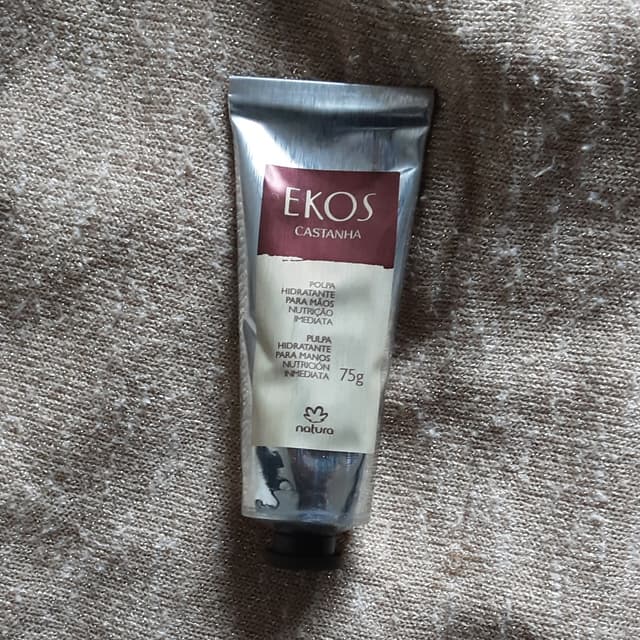 EKOS
CASTANHA
POLPA
HIDRATANTE
PARA MÃOS
NUTRIÇÃO
IMEDIATA
PULPA
HIDRATANTE
PARA MANOS
NUTRICIÓN
INMEDIATA
75g
natura